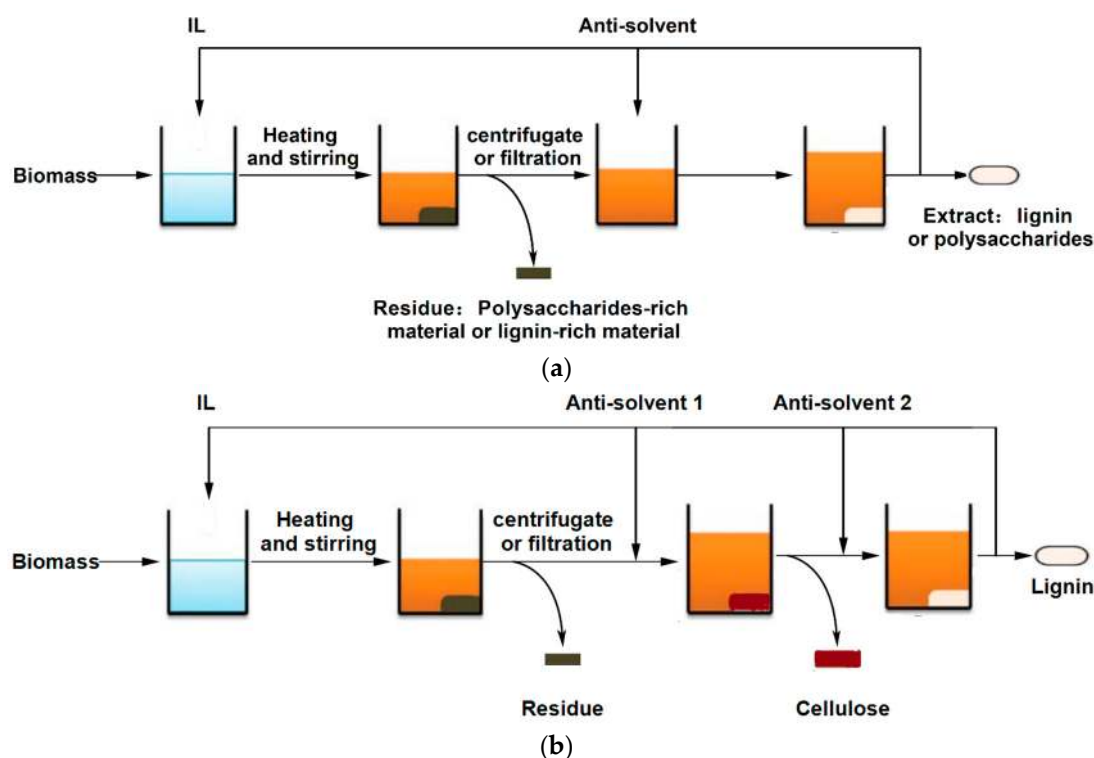 IL
Anti-solvent
Heating
and stirring
centrifugate
or filtration
Biomass
Extract：lignin
or polysaccharides
Residue：Polysaccharides-rich
material or lignin-rich material
(a)
IL
Anti-solvent 1
Anti-solvent 2
Heating
and stirring
centrifugate
or filtration
Biomass
Lignin
Residue
Cellulose
(b)